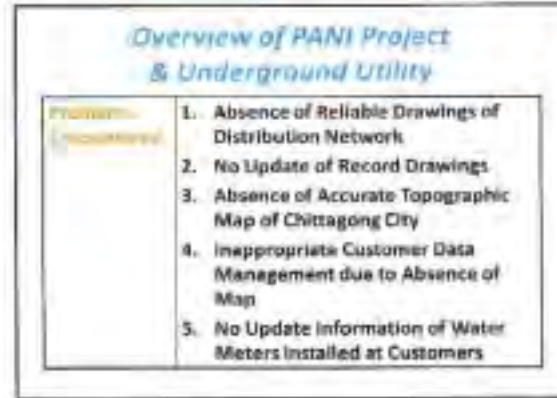 Overview of PANI Project
& Underground Utility
Problems
Encountered
1. Absence of Reliable Drawings of
Distribution Network
2. No Update of Record Drawings
3. Absence of Accurate Topographic
Map of Chittagong City
4. Inappropriate Customer Data
Management due to Absence of
Map
5. No Update Information of Water
Meters Installed at Customers